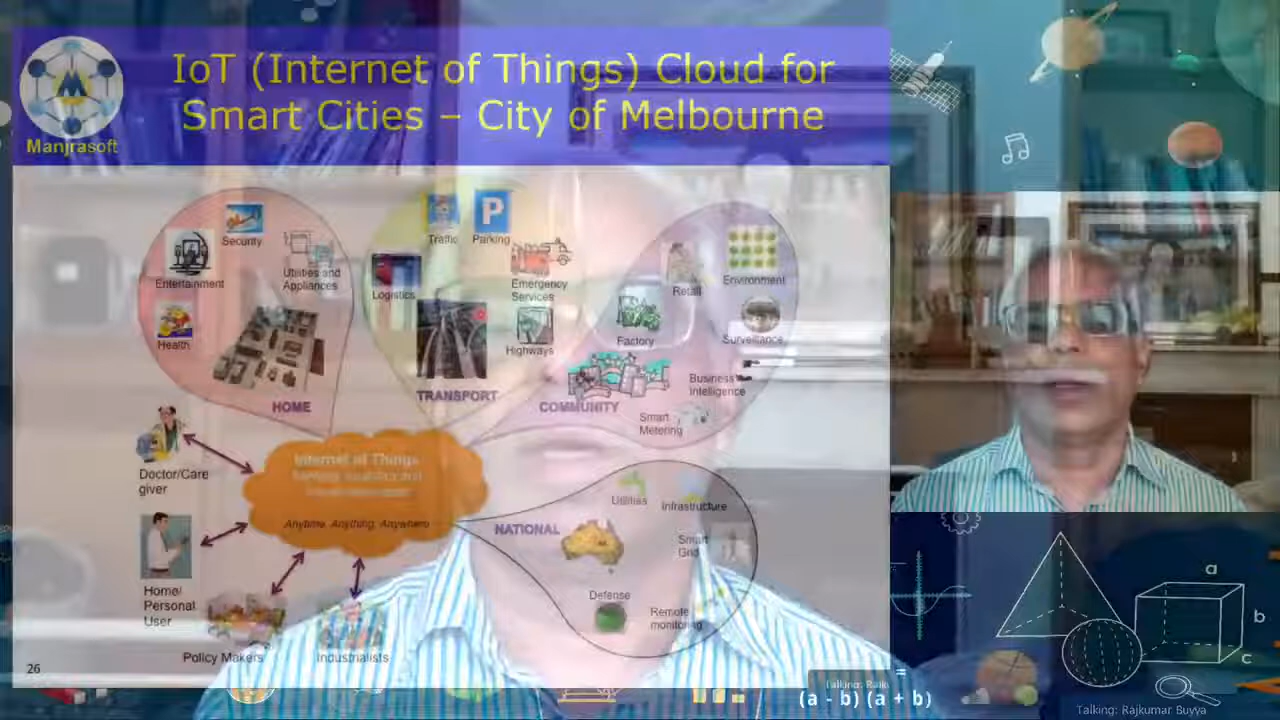 IoT (Internet of Things) Cloud for
Smart Cities – City of Melbourne
Manjrasoft
Security
Entertainment
Utilities and
Appliances
Health
HOME
Traffic
Parking
Logistics
Emergency
Services
Highways
TRANSPORT
Retail
Environment
Factory
Surveillance
Business
Intelligence
COMMUNITY
Smart
Metering
Doctor/Care
giver
Internet of Things
Anytime, Anything, Anywhere
NATIONAL
Utilities
Infrastructure
Smart
Grid
Defense
Remote
monitoring
Home/
Personal
User
Policy Makers
Industrialists
26
a
b
c
=
(a - b) (a + b)
Talking: Rajkumar Buyya